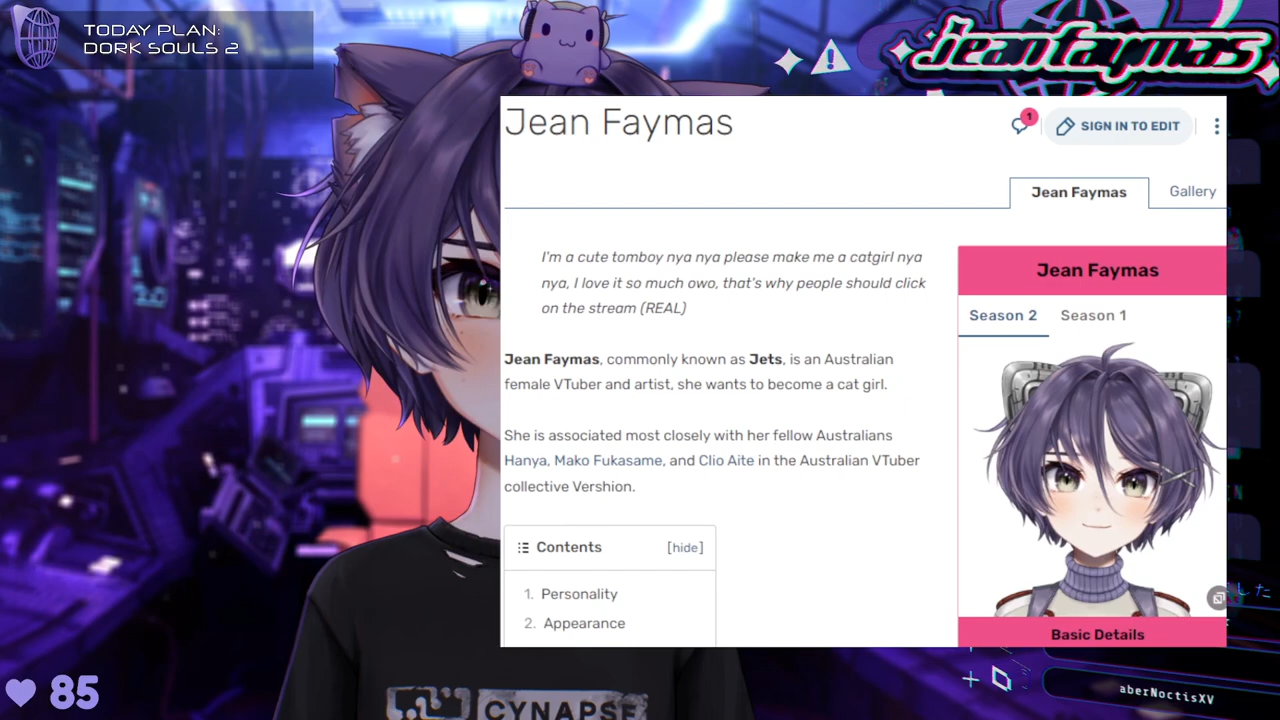 TODAY PLAN:
DORK SOULS 2
jeanfaymas
Jean Faymas
1
SIGN IN TO EDIT
Jean Faymas
Gallery
I'm a cute tomboy nya nya please make me a catgirl nya
nya, I love it so much owo, that's why people should click
on the stream (REAL)
Jean Faymas
Season 2
Season 1
Jean Faymas, commonly known as Jets, is an Australian
female VTuber and artist, she wants to become a cat girl.
She is associated most closely with her fellow Australians
Hanya, Mako Fukasame, and Clio Aite in the Australian VTuber
collective Vershion.
Contents
[hide]
1. Personality
2. Appearance
Basic Details
85
CYNAPSE
aberNoctisXV